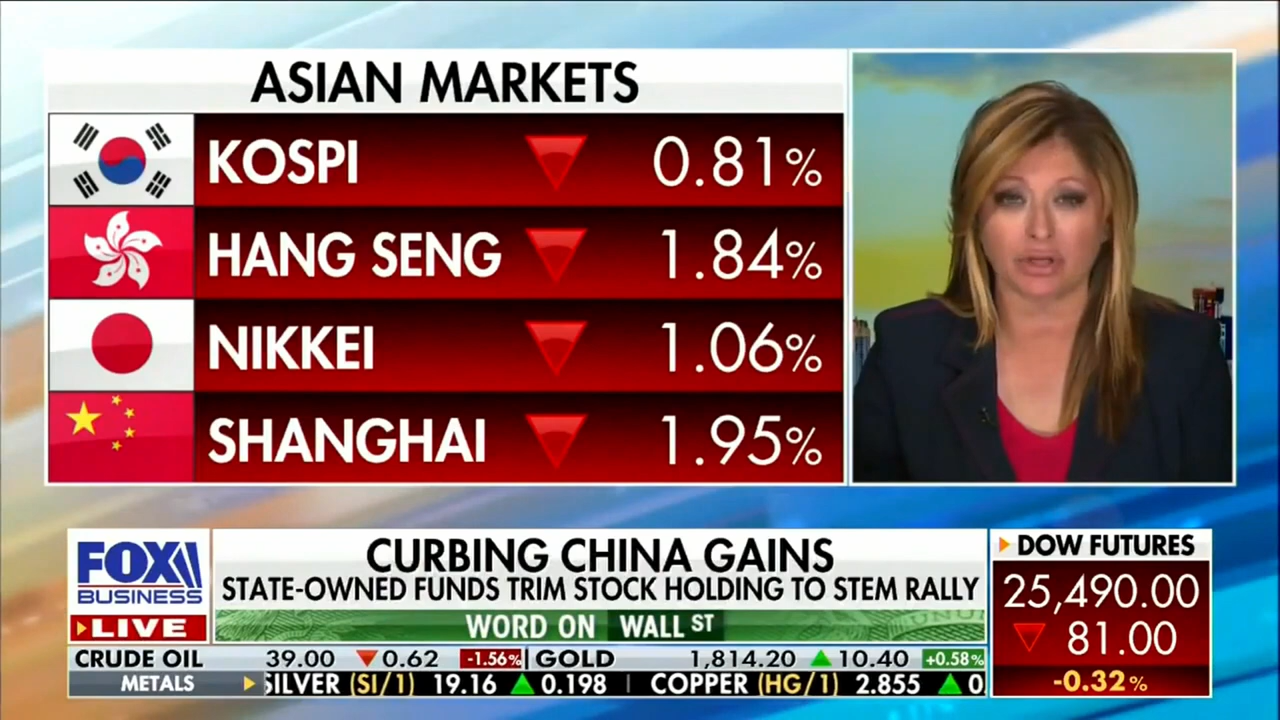 ASIAN MARKETS
KOSPI 0.81%
HANG SENG 1.84%
NIKKEI 1.06%
SHANGHAI 1.95%
FOX
BUSINESS
LIVE
CURBING CHINA GAINS
STATE-OWNED FUNDS TRIM STOCK HOLDING TO STEM RALLY
WORD ON WALL ST
DOW FUTURES
25,490.00
81.00
-0.32%
CRUDE OIL 39.00 0.62 -1.56% GOLD 1,814.20 10.40 +0.58%
METALS SILVER (SI/1) 19.16 0.198 COPPER (HG/1) 2.855 0